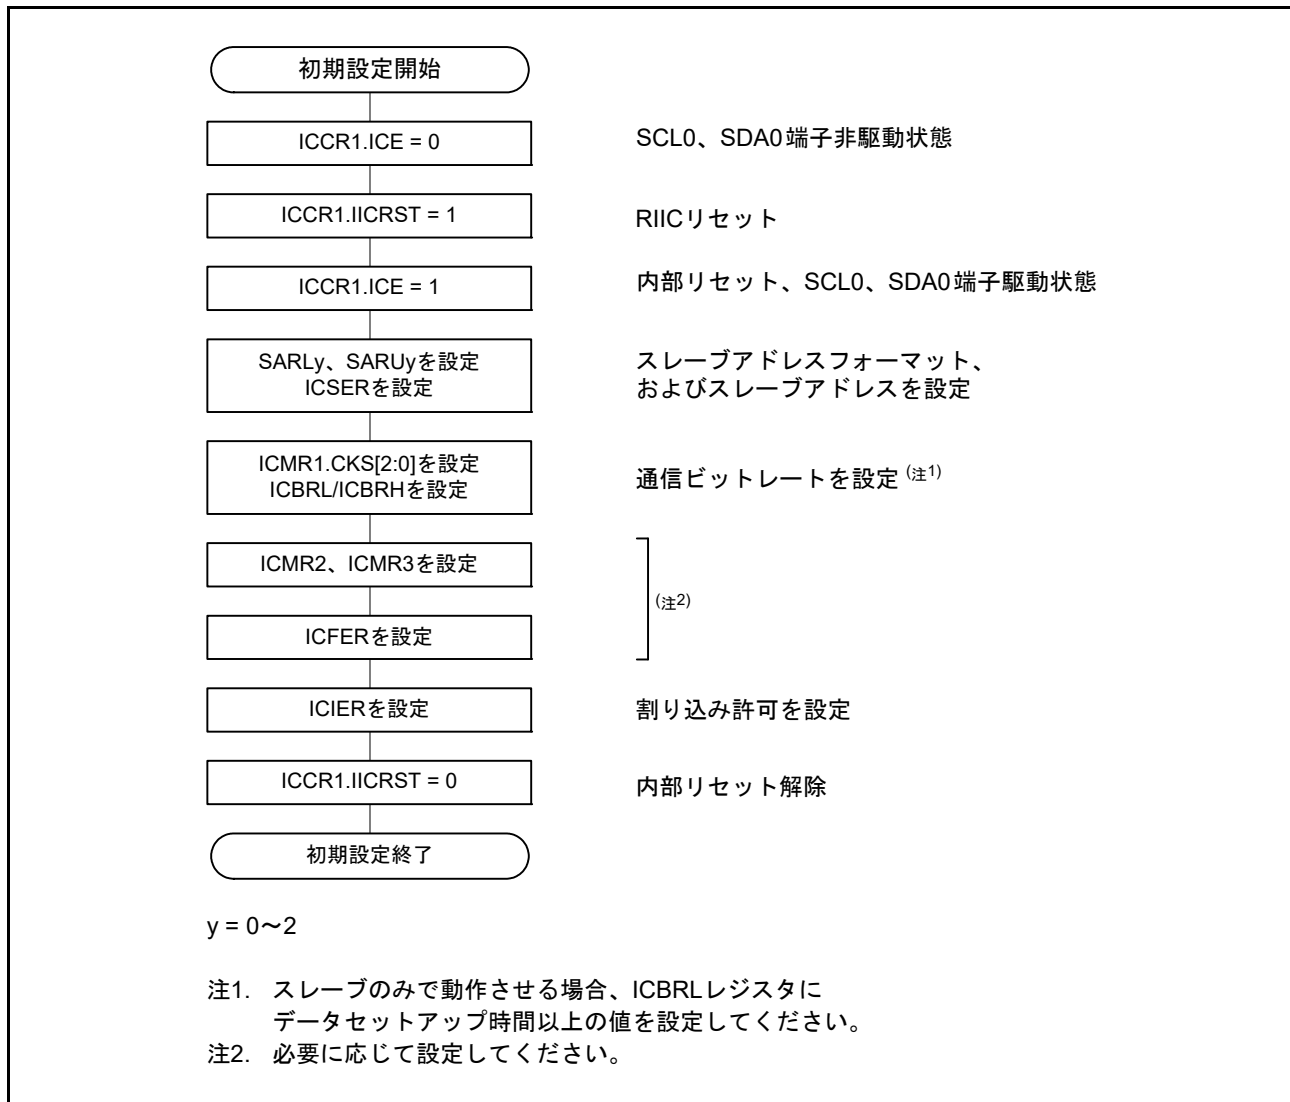 初期設定開始
ICCR1.ICE = 0
SCL0、SDA0端子非駆動状態
ICCR1.IICRST = 1
RIICリセット
ICCR1.ICE = 1
内部リセット、SCL0、SDA0端子駆動状態
SARLy、SARUyを設定
ICSERを設定
スレーブアドレスフォーマット、
およびスレーブアドレスを設定
ICMR1.CKS[2:0]を設定
ICBRL/ICBRHを設定
通信ビットレートを設定 (注1)
ICMR2、ICMR3を設定
(注2)
ICFERを設定
ICIERを設定
割り込み許可を設定
ICCR1.IICRST = 0
内部リセット解除
初期設定終了
y = 0～2
注1. スレーブのみで動作させる場合、ICBRLレジスタに
データセットアップ時間以上の値を設定してください。
注2. 必要に応じて設定してください。